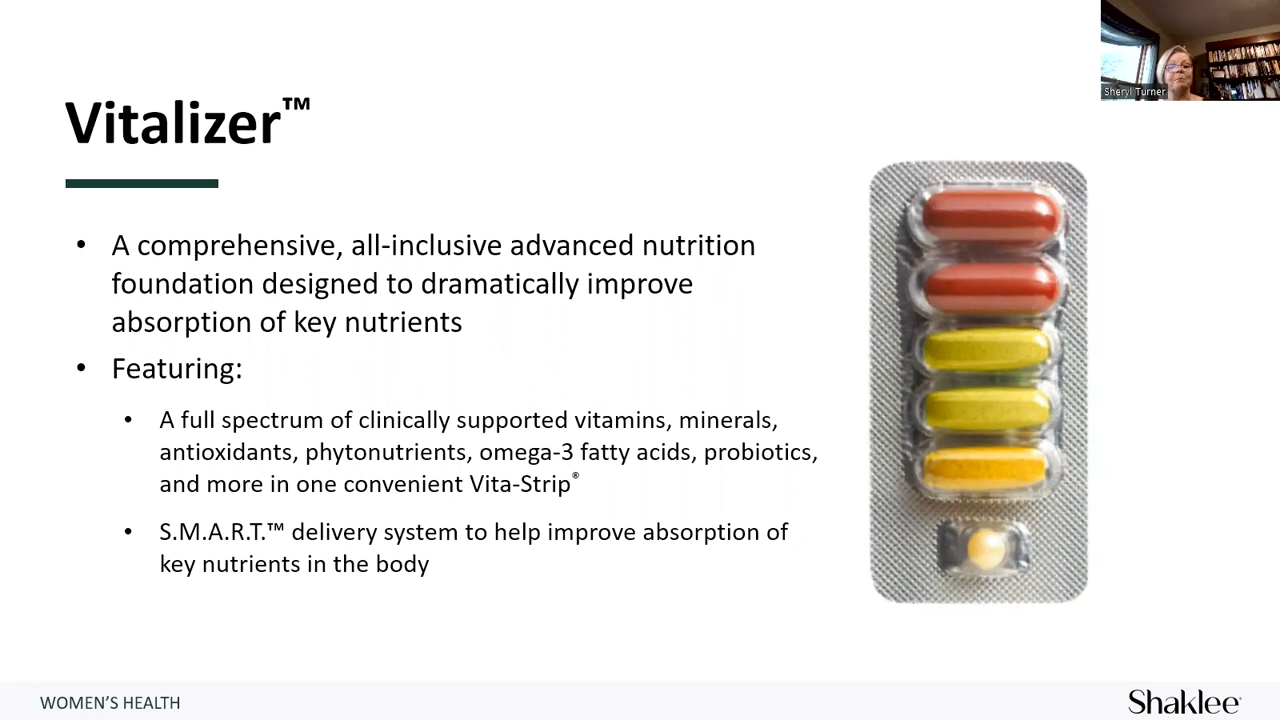 Sheryl Turner
Vitalizer™
• A comprehensive, all-inclusive advanced nutrition
foundation designed to dramatically improve
absorption of key nutrients
• Featuring:
• A full spectrum of clinically supported vitamins, minerals,
antioxidants, phytonutrients, omega-3 fatty acids, probiotics,
and more in one convenient Vita-Strip®
• S.M.A.R.T.™ delivery system to help improve absorption of
key nutrients in the body
WOMEN'S HEALTH
Shaklee®